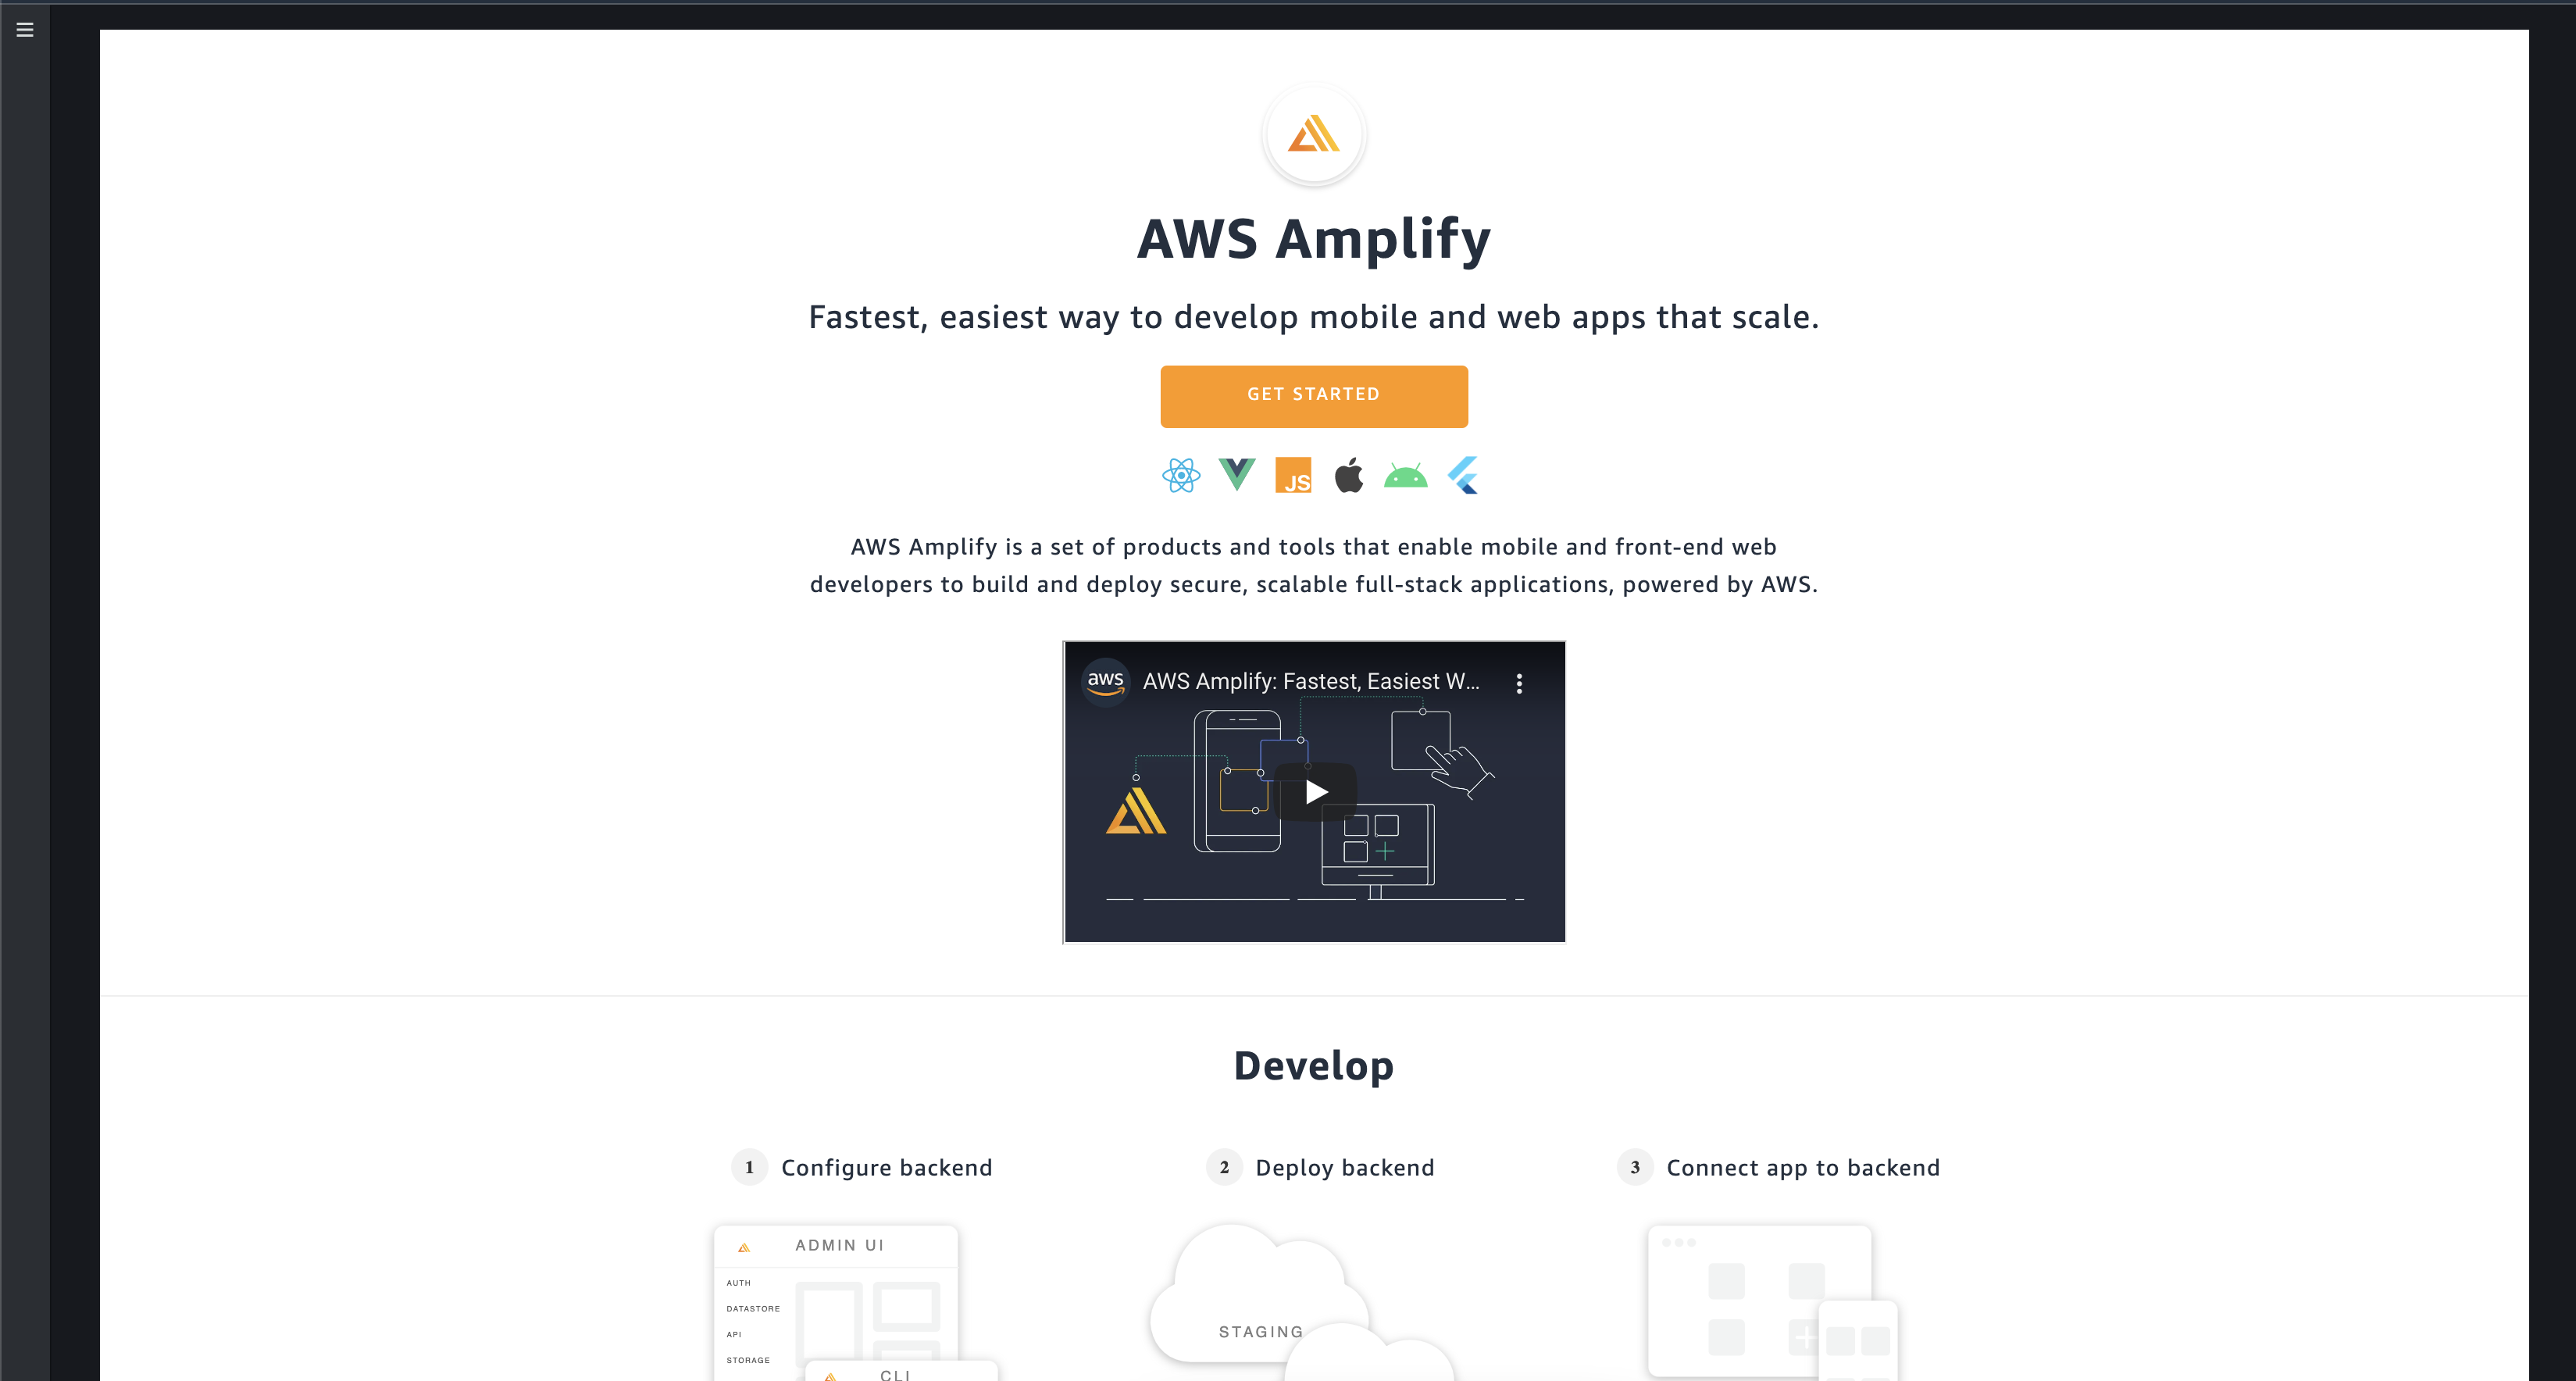 AWS Amplify
Fastest, easiest way to develop mobile and web apps that scale.
GET STARTED
JS
AWS Amplify is a set of products and tools that enable mobile and front-end web
developers to build and deploy secure, scalable full-stack applications, powered by AWS.
aws AWS Amplify: Fastest, Easiest W...
Develop
1 Configure backend
2 Deploy backend
3 Connect app to backend
ADMIN UI
AUTH
DATASTORE
API
STORAGE
CLI
STAGING